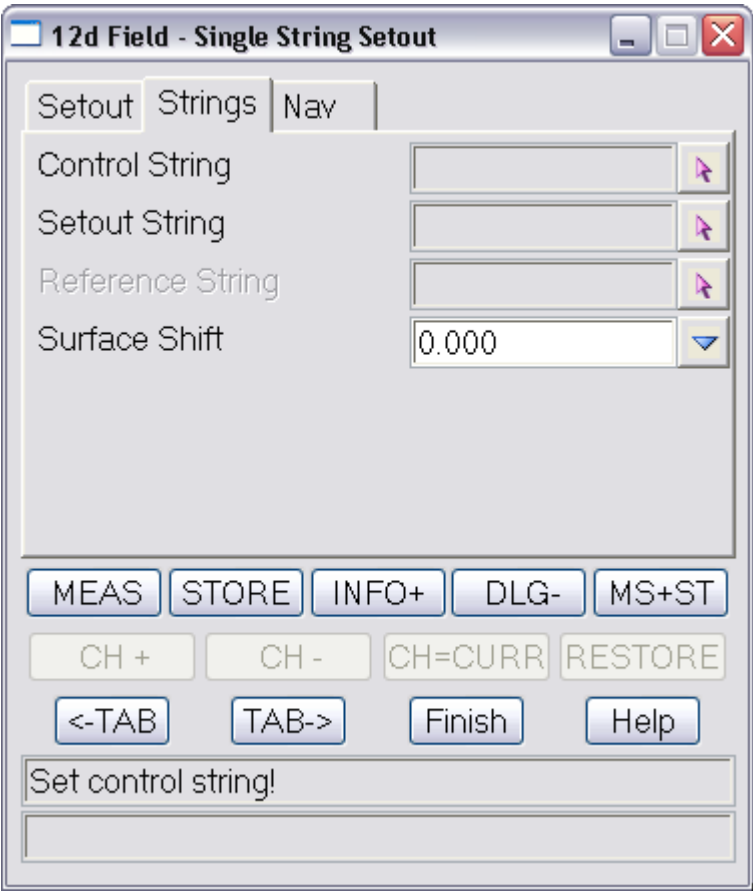 12d Field - Single String Setout
Setout Strings Nav
Control String
Setout String
Reference String
Surface Shift 0.000
MEAS STORE INFO+ DLG- MS+ST
CH + CH - CH=CURR RESTORE
<-TAB TAB-> Finish Help
Set control string!